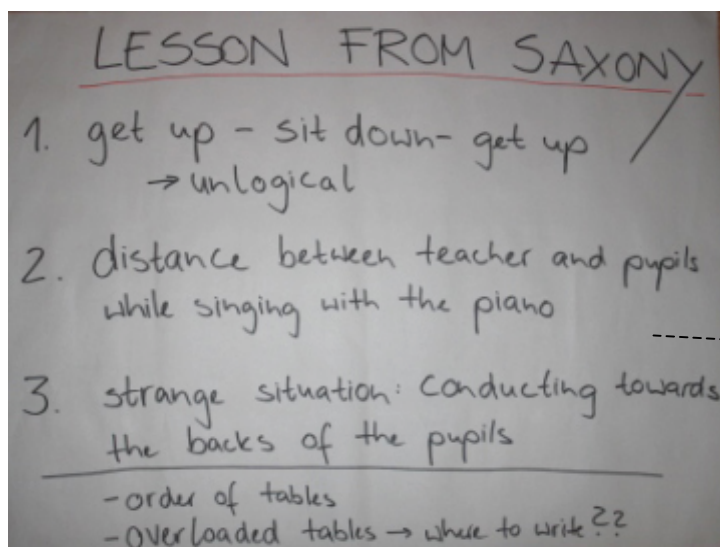 LESSON FROM SAXONY
1. get up - sit down - get up
→ unlogical
2. distance between teacher and pupils
while singing with the piano
3. strange situation: conducting towards
the backs of the pupils
- order of tables
- overloaded tables → where to write??